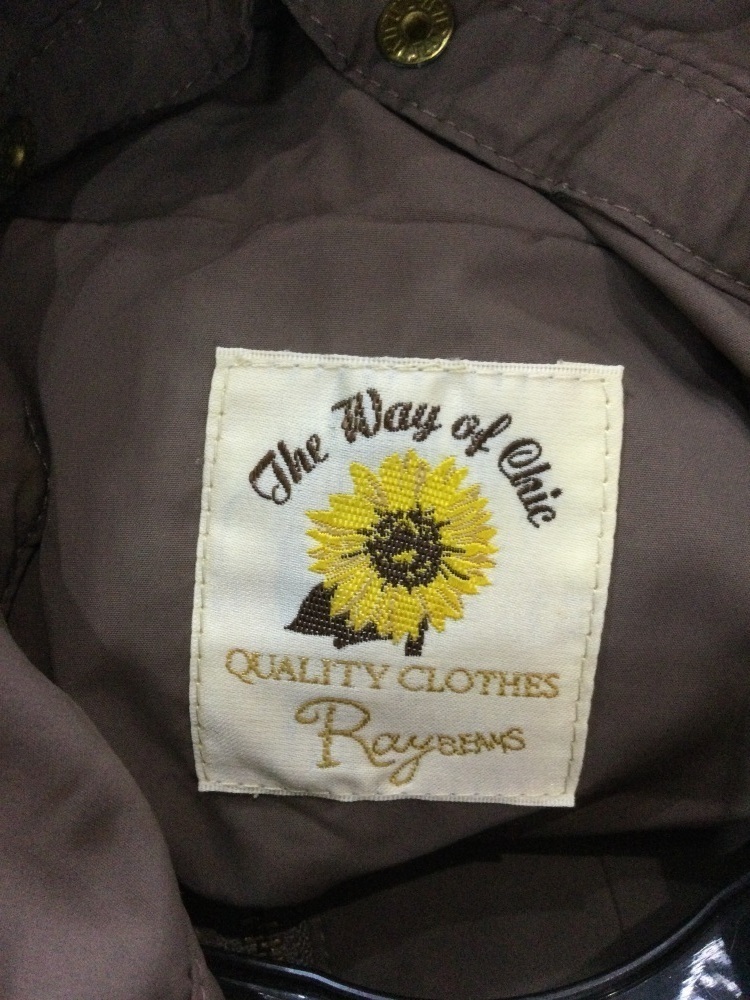 The Way of Chic
QUALITY CLOTHES
Ray BEAMS